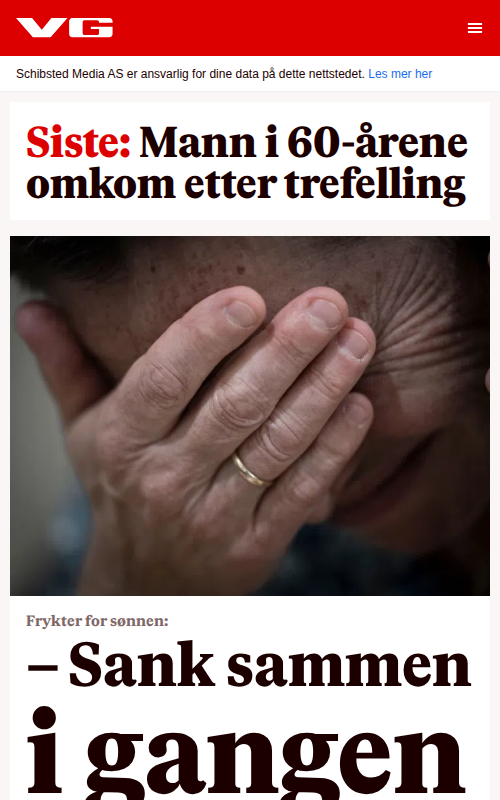 VG
Schibsted Media AS er ansvarlig for dine data på dette nettstedet. Les mer her
Siste: Mann i 60-årene
omkom etter trefelling
Frykter for sønnen:
– Sank sammen
i gangen